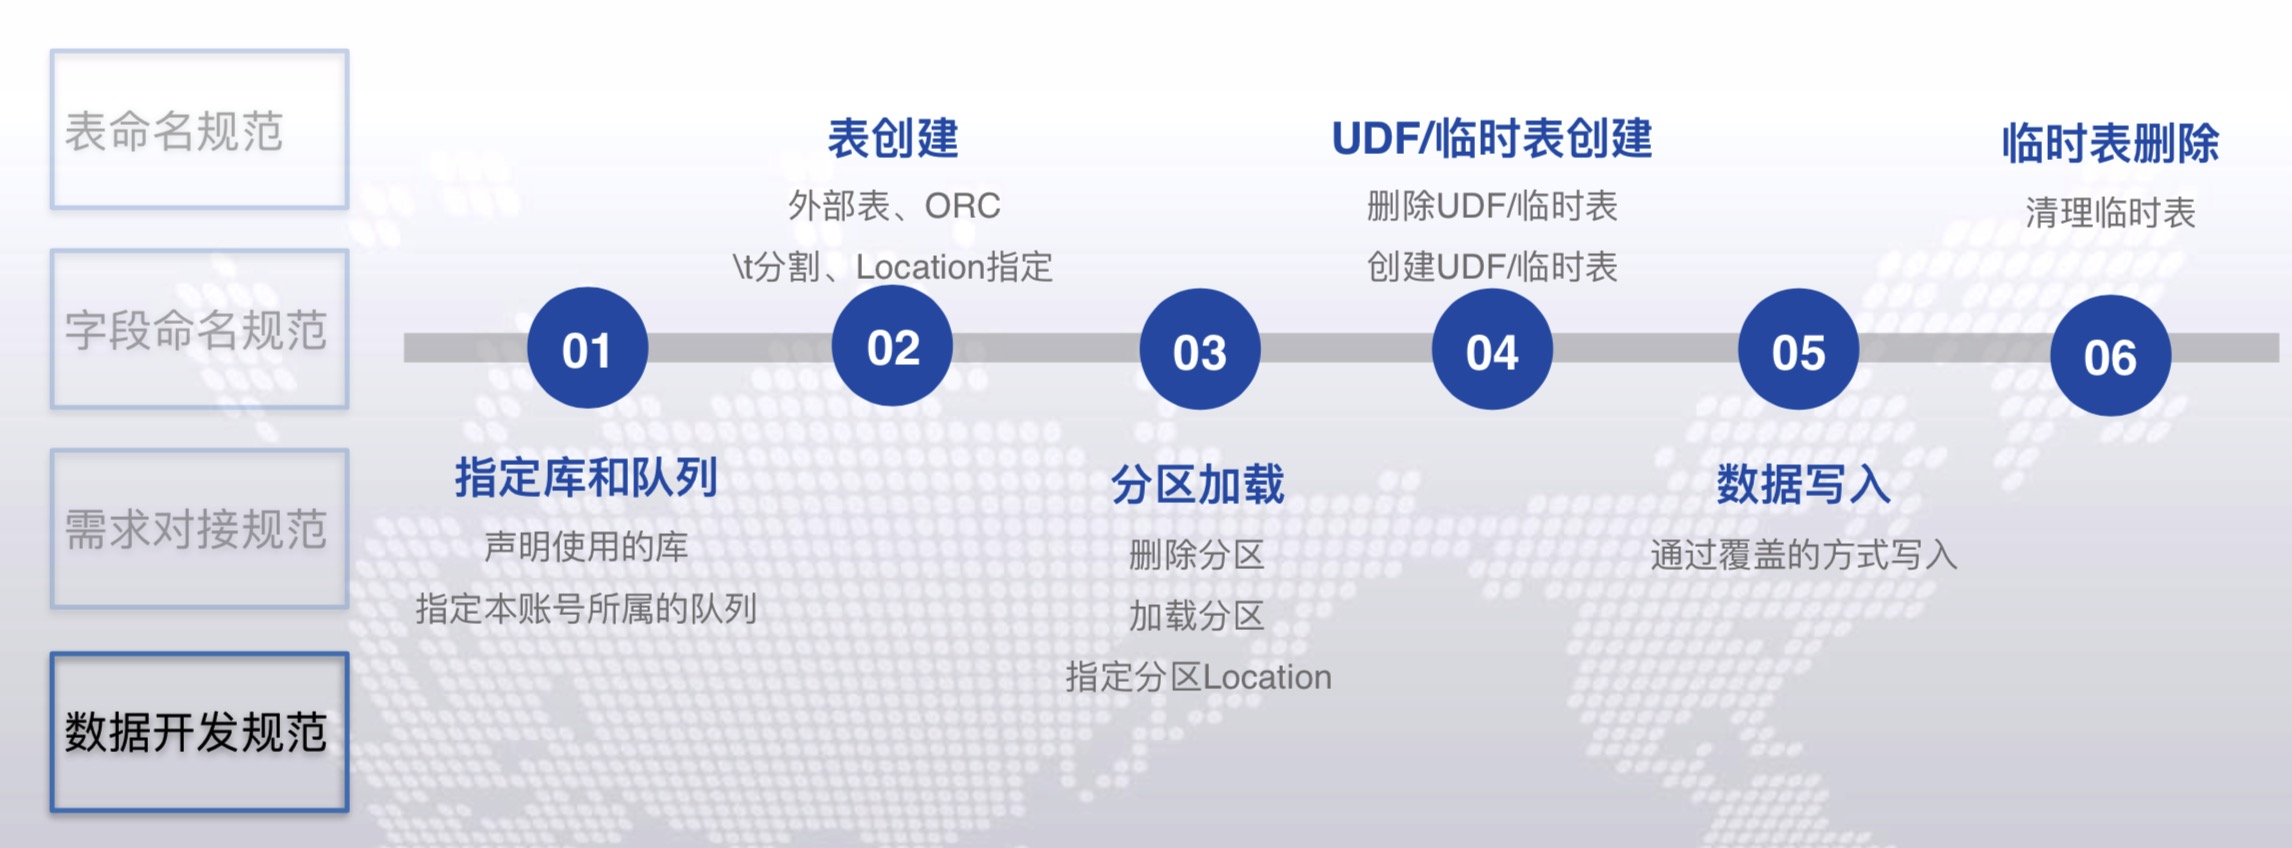 表命名规范
字段命名规范
需求对接规范
数据开发规范
01
指定库和队列
声明使用的库
指定本账号所属的队列
表创建
外部表、ORC
\t分割、Location指定
02
03
分区加载
删除分区
加载分区
指定分区Location
UDF/临时表创建
删除UDF/临时表
创建UDF/临时表
04
05
数据写入
通过覆盖的方式写入
临时表删除
清理临时表
06